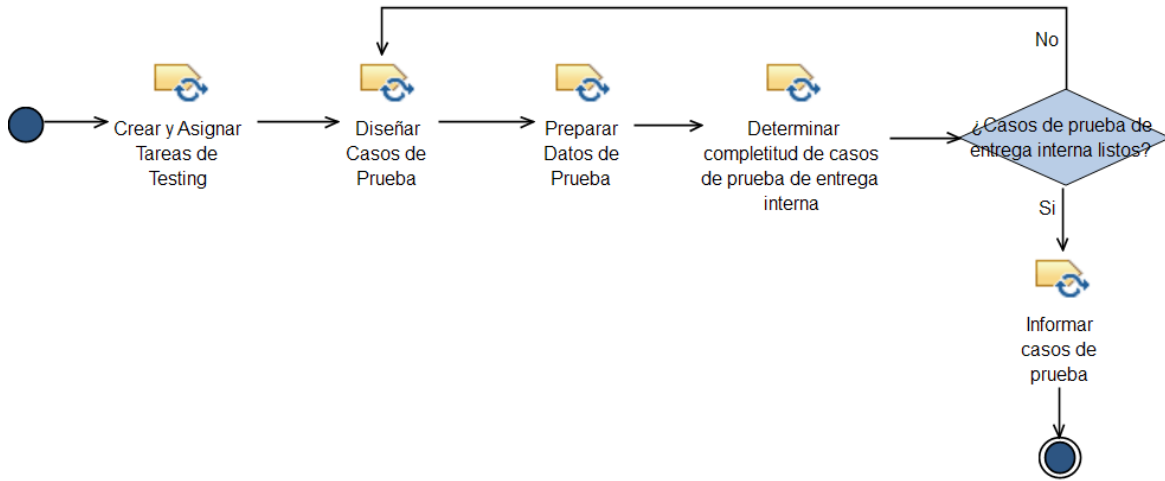 No
Crear y Asignar
Tareas de
Testing
Diseñar
Casos de
Prueba
Preparar
Datos de
Prueba
Determinar
completitud de casos
de prueba de entrega
interna
¿Casos de prueba de
entrega interna listos?
Si
Informar
casos de
prueba